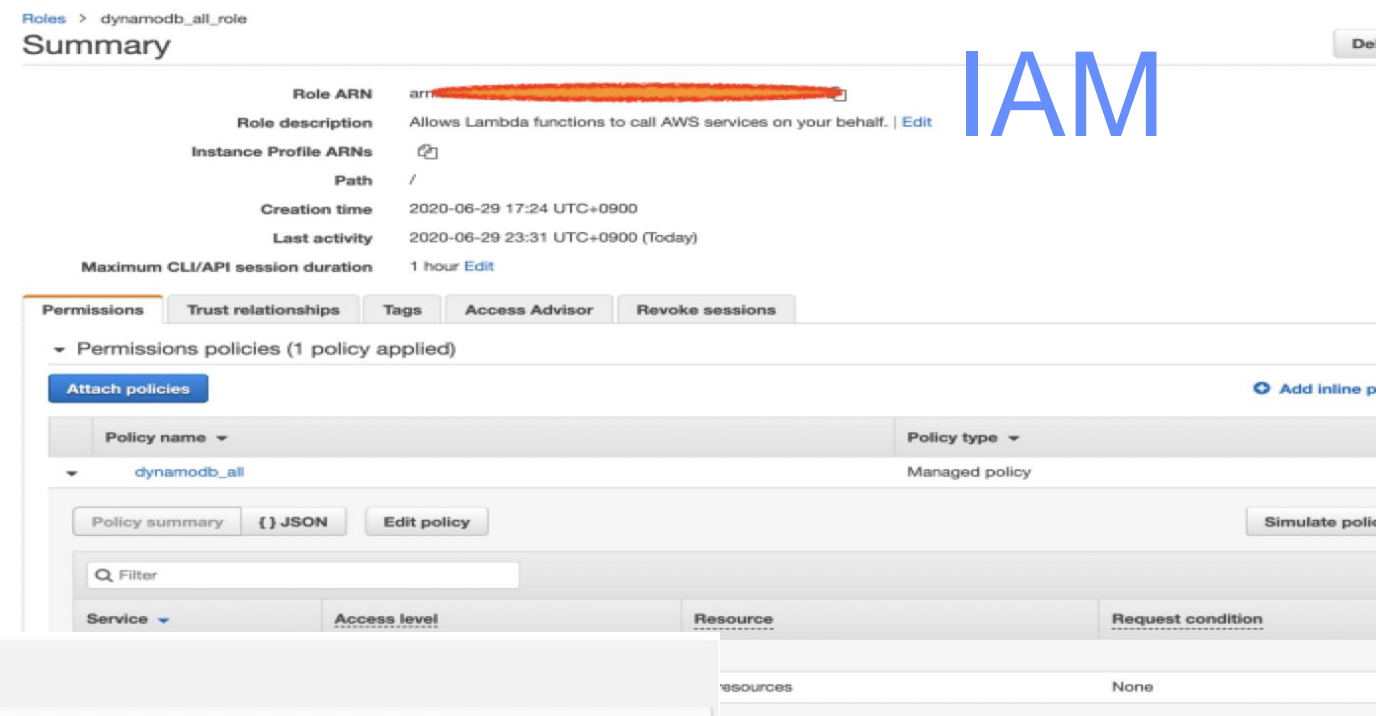 Roles > dynamodb_all_role
Summary
IAM
Role ARN
Role description Allows Lambda functions to call AWS services on your behalf. | Edit
Instance Profile ARNs
Path /
Creation time 2020-06-29 17:24 UTC+0900
Last activity 2020-06-29 23:31 UTC+0900 (Today)
Maximum CLI/API session duration 1 hour Edit
Permissions Trust relationships Tags Access Advisor Revoke sessions
Permissions policies (1 policy applied)
Attach policies Add inline
Policy name Policy type
dynamodb_all Managed policy
Policy summary {} JSON Edit policy Simulate
Filter
Service Access level Resource Request condition
resources None